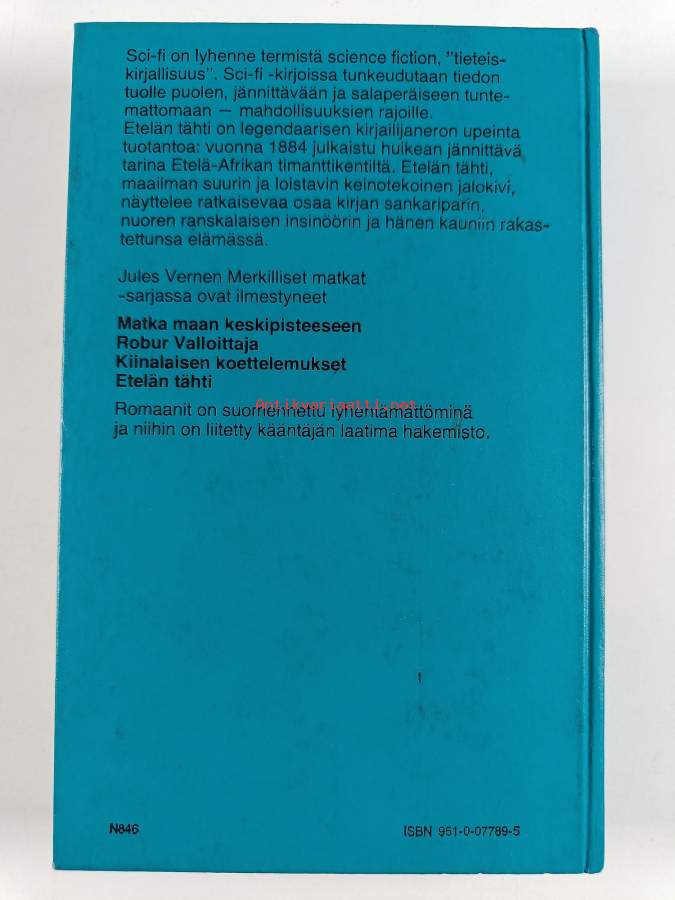 Sci-fi on lyhenne termistä science fiction, "tieteis-
kirjallisuus". Sci-fi -kirjoissa tunkeudutaan tiedon
tuolle puolen, jännittävään ja salaperäiseen tunte-
mattomaan — mahdollisuuksien rajoille.
Etelän tähti on legendaarisen kirjailijaneron upeinta
tuotantoa: vuonna 1884 julkaistu huikean jännittävä
tarina Etelä-Afrikan timanttikentiltä. Etelän tähti,
maailman suurin ja loistavin keinotekoinen jalokivi,
näyttelee ratkaisevaa osaa kirjan sankariparin,
nuoren ranskalaisen insinöörin ja hänen kauniin rakas-
tettunsa elämässä.
Jules Vernen Merkilliset matkat
-sarjassa ovat ilmestyneet
Matka maan keskipisteeseen
Robur Valloittaja
Kiinalaisen koettelemukset
Etelän tähti
Antikvariaatti.net
Romaanit on suomennettu lyhentämättöminä
ja niihin on liitetty kääntäjän laatima hakemisto.
N846
ISBN 951-0-07789-5